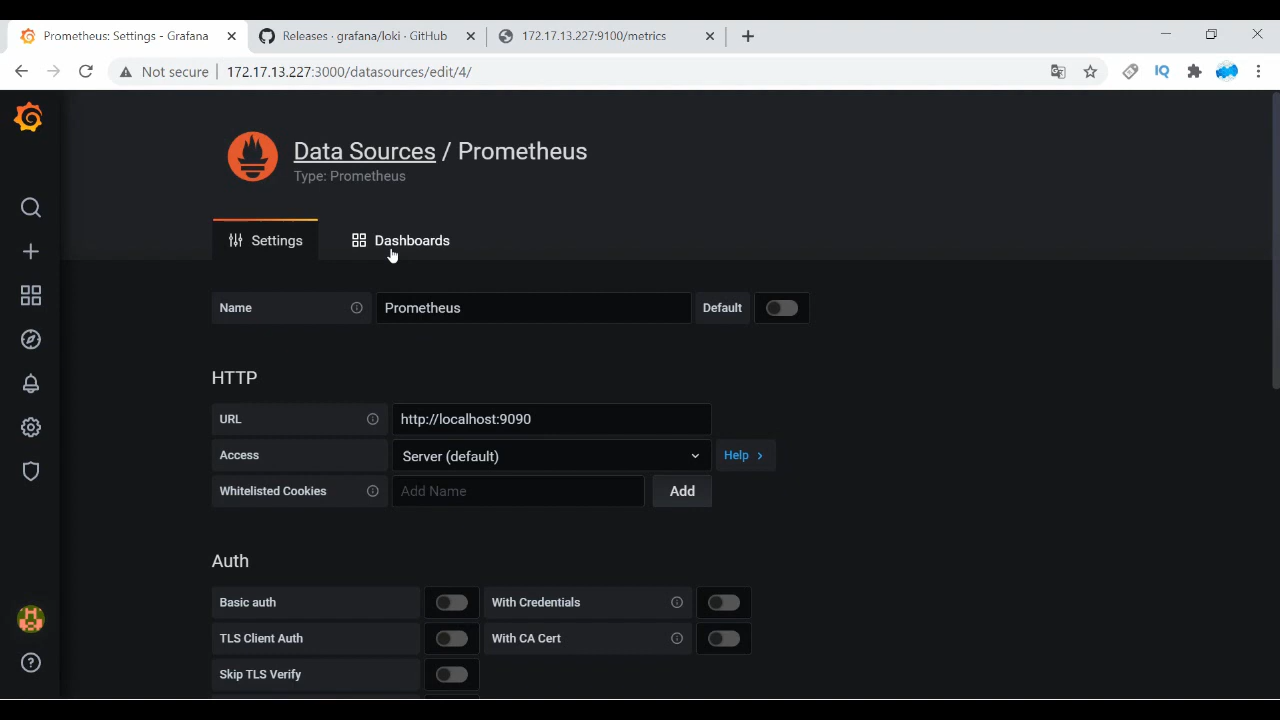 Prometheus: Settings - Grafana
Releases · grafana/loki · GitHub
172.17.13.227:9100/metrics
Not secure
172.17.13.227:3000/datasources/edit/4/
IQ
Data Sources / Prometheus
Type: Prometheus
Settings
Dashboards
Name
Prometheus
Default
HTTP
URL
http://localhost:9090
Access
Server (default)
Help
Whitelisted Cookies
Add Name
Add
Auth
Basic auth
With Credentials
TLS Client Auth
With CA Cert
Skip TLS Verify